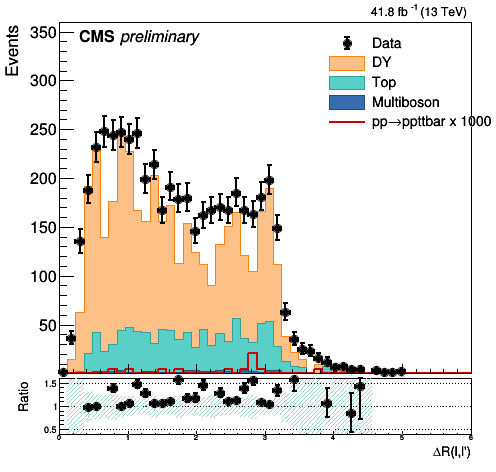 41.8 fb⁻¹ (13 TeV)
CMS preliminary
Events
350
300
250
200
150
100
50
Data
DY
Top
Multiboson
pp→ppttbar x 1000
Ratio
1.5
1
0.5
0 1 2 3 4 5 6
ΔR(l,l')